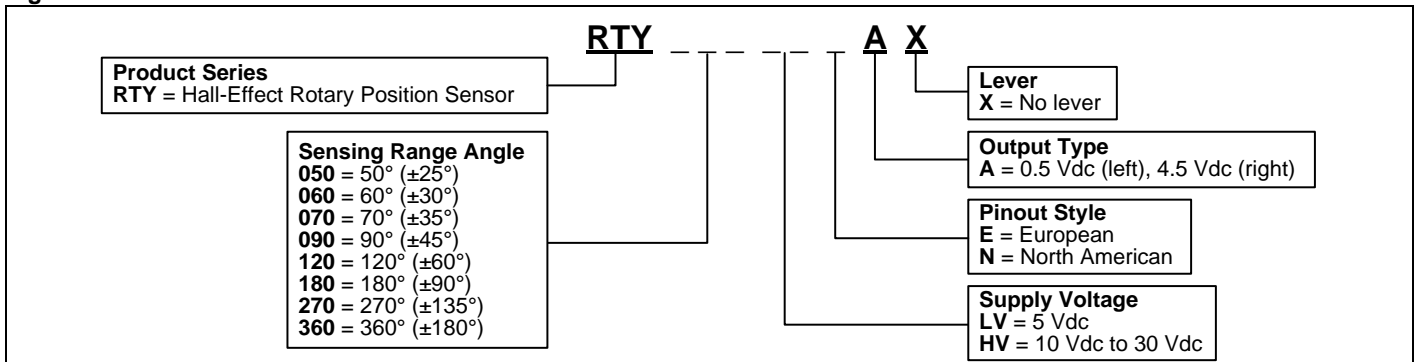 RTY _ _ _ _ _ _ A X
Product Series
RTY = Hall-Effect Rotary Position Sensor
Sensing Range Angle
050 = 50° (±25°)
060 = 60° (±30°)
070 = 70° (±35°)
090 = 90° (±45°)
120 = 120° (±60°)
180 = 180° (±90°)
270 = 270° (±135°)
360 = 360° (±180°)
Lever
X = No lever
Output Type
A = 0.5 Vdc (left), 4.5 Vdc (right)
Pinout Style
E = European
N = North American
Supply Voltage
LV = 5 Vdc
HV = 10 Vdc to 30 Vdc